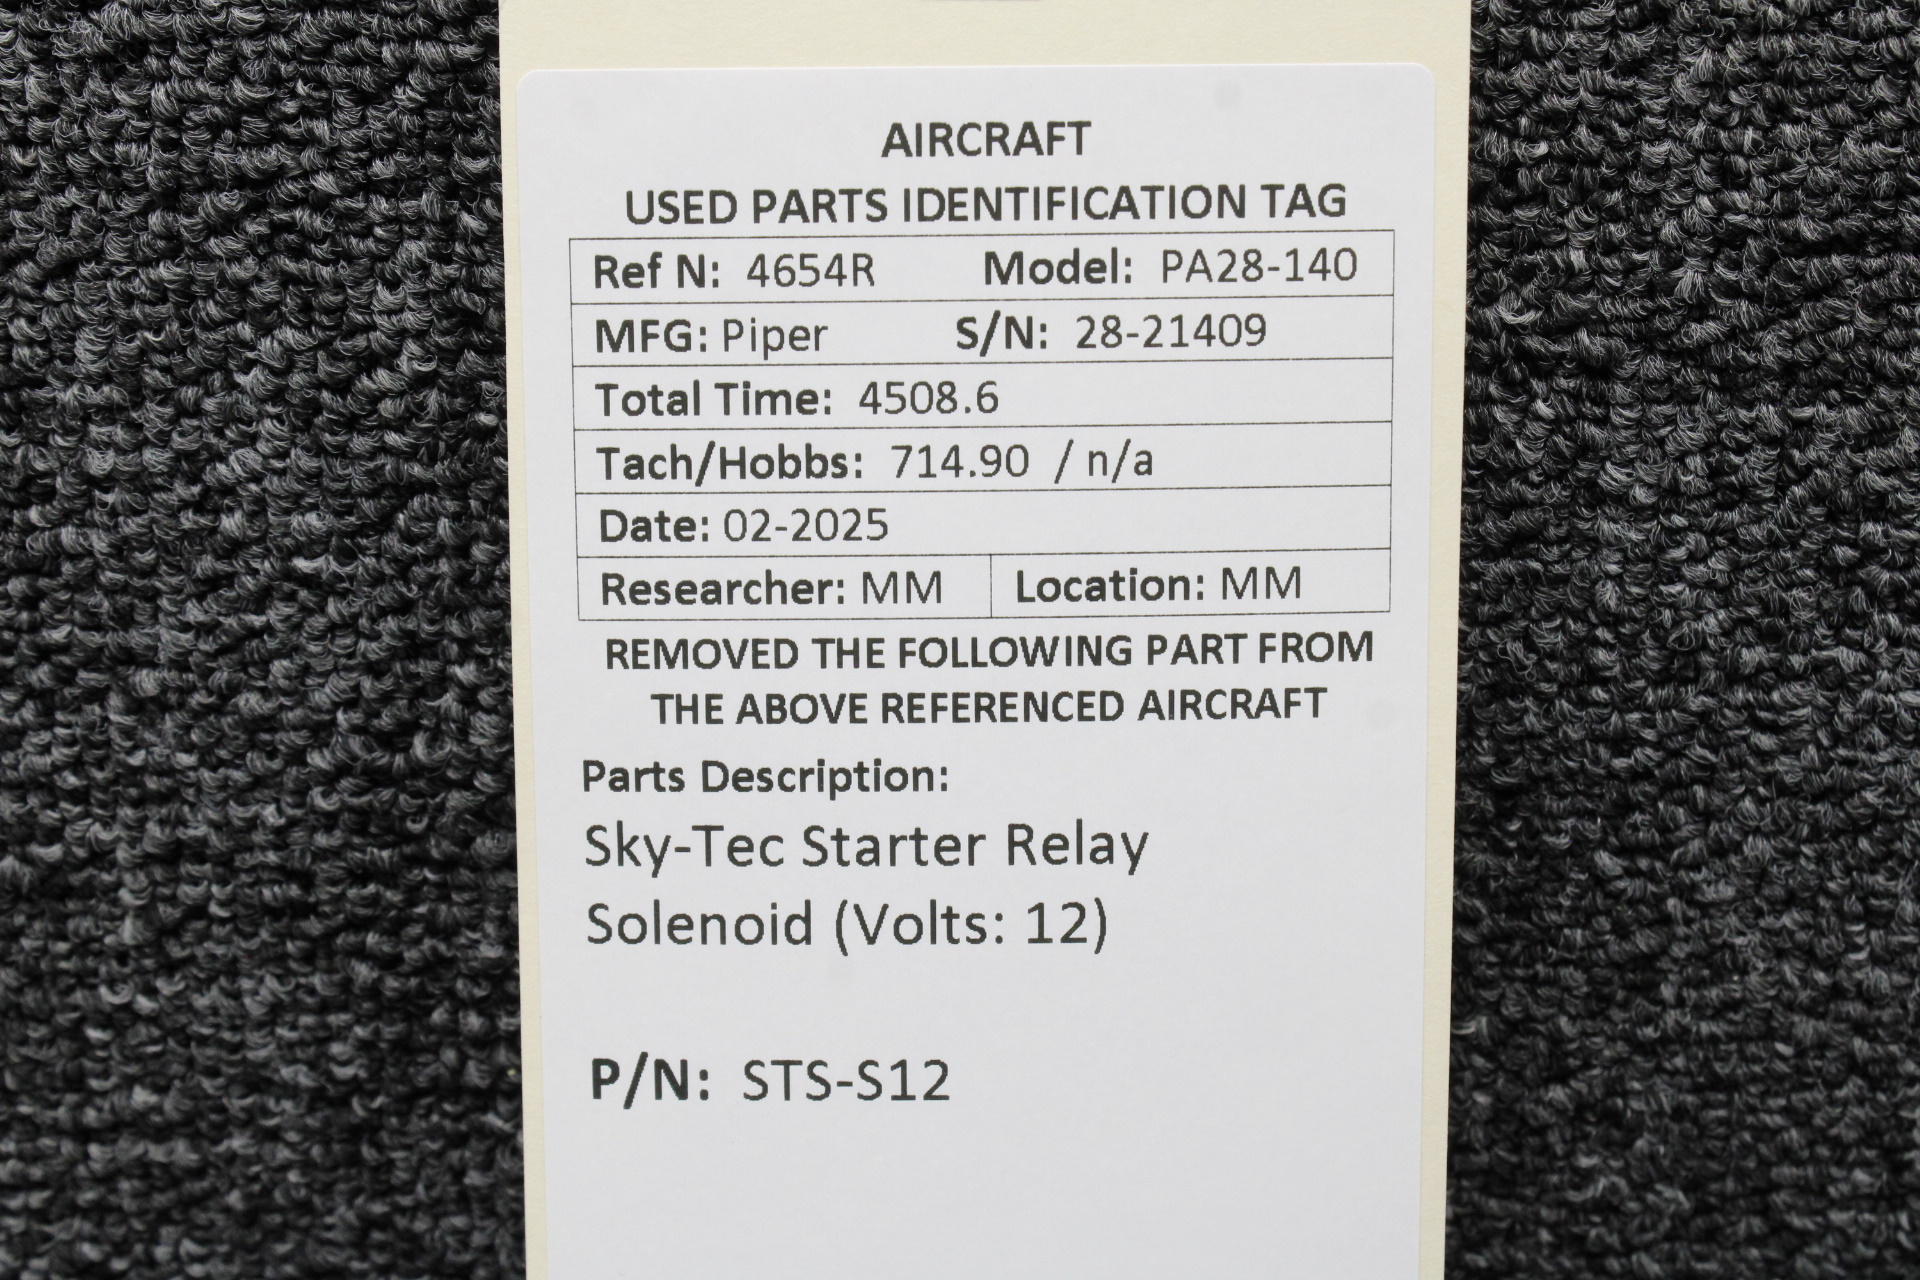 AIRCRAFT
USED PARTS IDENTIFICATION TAG
Ref N: 4654R Model: PA28-140
MFG: Piper S/N: 28-21409
Total Time: 4508.6
Tach/Hobbs: 714.90 / n/a
Date: 02-2025
Researcher: MM Location: MM
REMOVED THE FOLLOWING PART FROM
THE ABOVE REFERENCED AIRCRAFT
Parts Description:
Sky-Tec Starter Relay
Solenoid (Volts: 12)
P/N: STS-S12